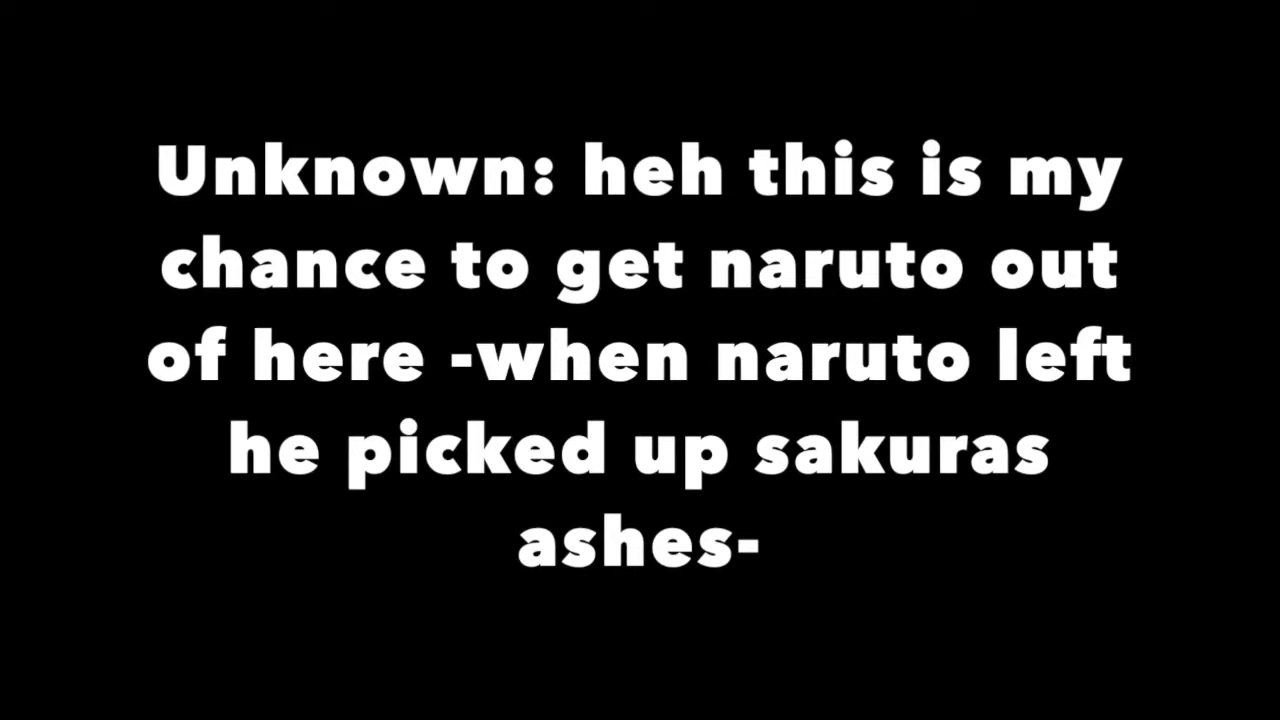 Unknown: heh this is my
chance to get naruto out
of here -when naruto left
he picked up sakuras
ashes-